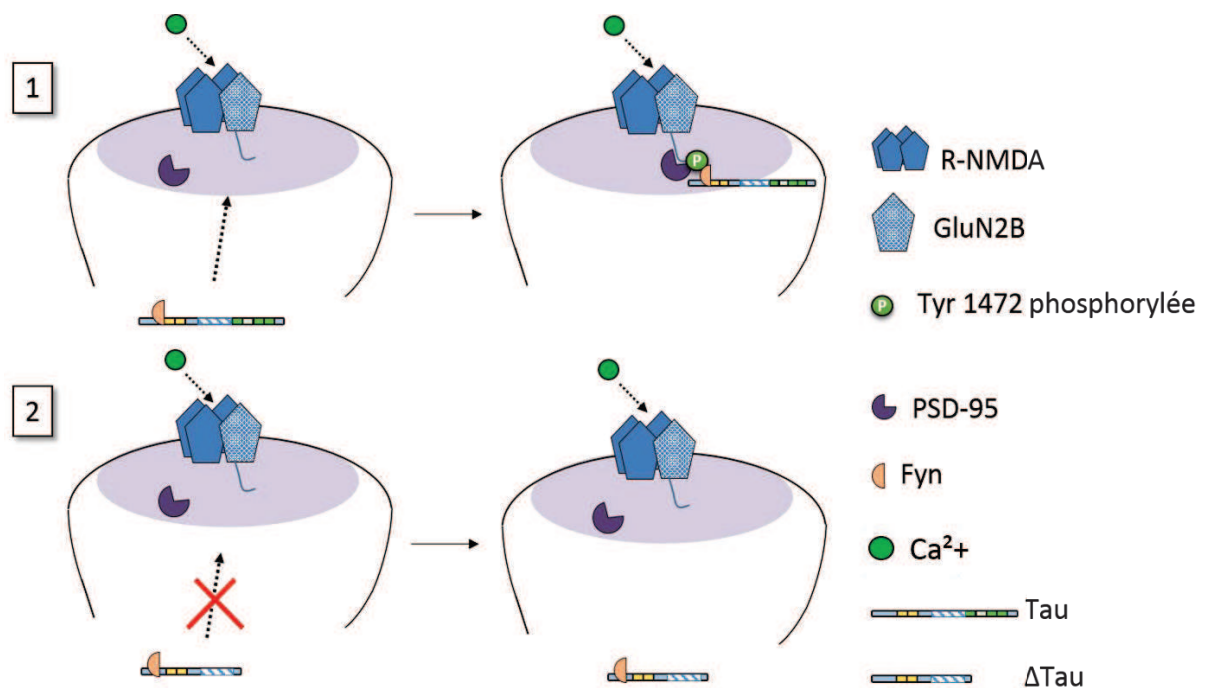 1
P
R-NMDA
GluN2B
P
Tyr 1472 phosphorylée
2
PSD-95
Fyn
Ca²+
Tau
ΔTau